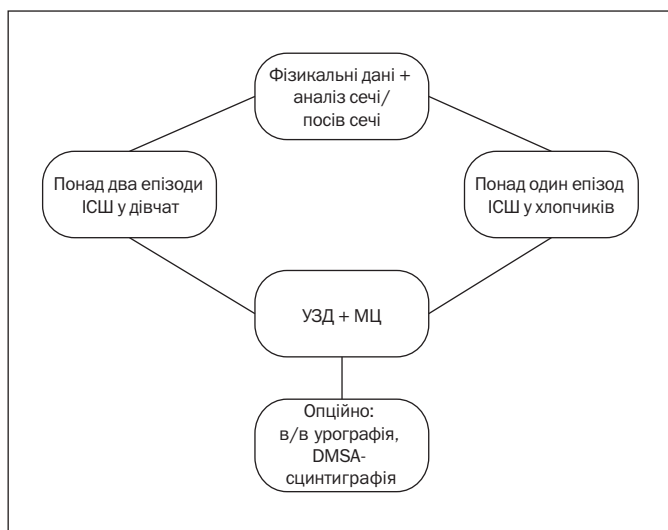 Фізикальні дані +
аналіз сечі/
посів сечі
Понад два епізоди
ІСШ у дівчат
Понад один епізод
ІСШ у хлопчиків
УЗД + МЦ
Опційно:
в/в урографія,
DMSA-
сцинтиграфія